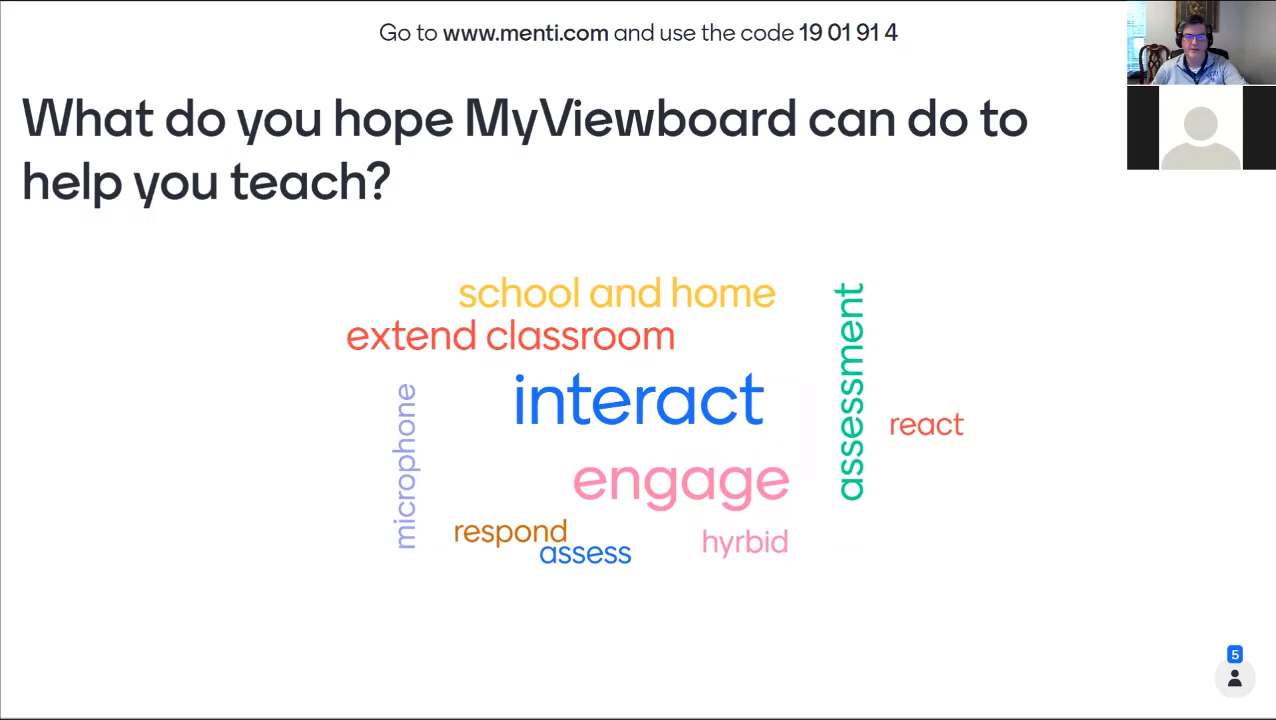 Go to www.menti.com and use the code 19 01 91 4
What do you hope MyViewboard can do to
help you teach?
school and home
extend classroom
interact
assessment
microphone
react
engage
respond
assess
hyrbid
5